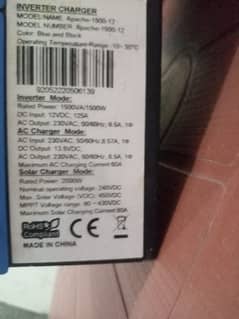 INVERTER CHARGER
MODEL/NAME: Apache-1500-12
MODEL NUMBER: Apache-1500-12
Color: Blue and Black
Operating Temperature-Range: 10- 50°C
92052220506139
Inverter Mode:
Rated Power: 1500VA/1500W
DC Input: 12VDC, 125A
AC Output: 230VAC, 50/60Hz, 6.5A, 1Φ
AC Charger Mode:
AC Input: 230VAC, 50/60Hz, 8.57A, 1Φ
DC Output: 13.5VDC,
AC Output: 230VAC, 50/60Hz, 6.5A, 1Φ
Maximum AC Charging Current:60A
Solar Charger Mode:
Rated Power: 2000W
Nominal operating voltage: 240VDC
Max. Solar Voltage (VOC): 450VDC
MPPT Voltage range: 90 ~ 430VDC
Maximum Solar Charging Current:80A
RoHS
Compliant
CE
MADE IN CHINA